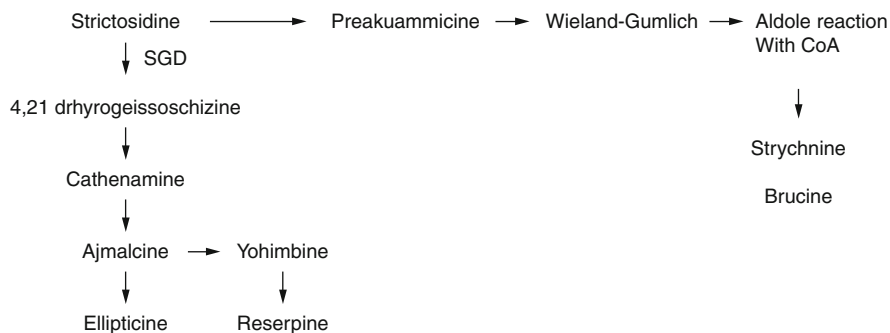 Strictosidine
Preakuammicine
Wieland-Gumlich
Aldole reaction
With CoA
SGD
4,21 drhyrogeissoschizine
Cathenamine
Strychnine
Brucine
Ajmalcine
Yohimbine
Ellipticine
Reserpine